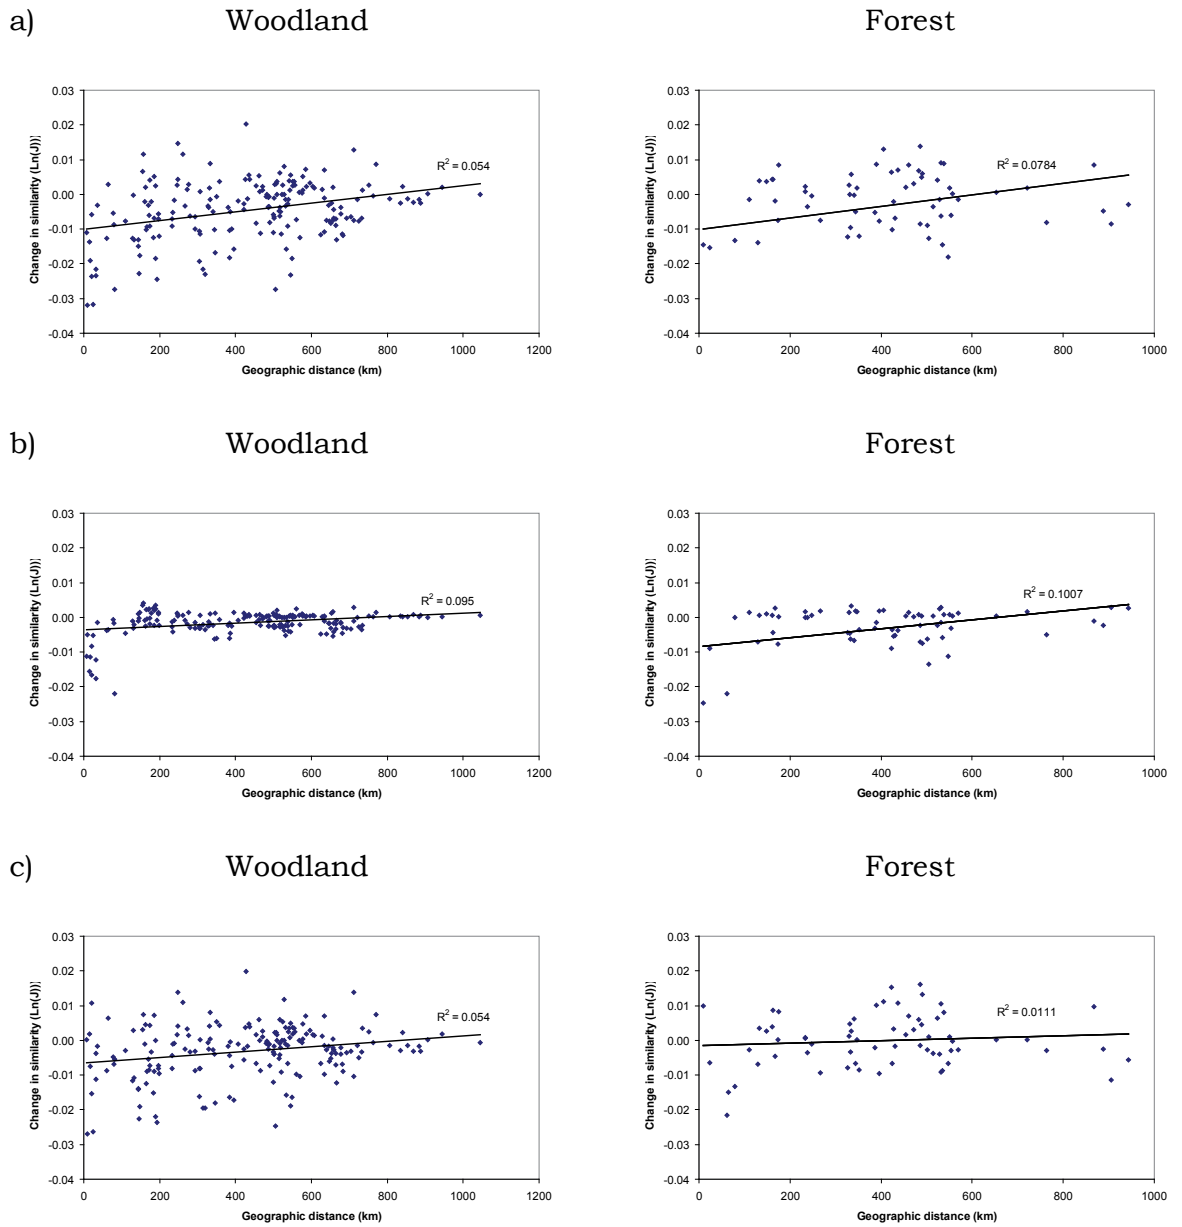 a)
Woodland
Forest
0.03
0.02
0.01
0.00
-0.01
-0.02
-0.03
-0.04
Change in similarity (Ln(J))]
R² = 0.054
0 200 400 600 800 1000 1200
Geographic distance (km)
0.03
0.02
0.01
0.00
-0.01
-0.02
-0.03
-0.04
Change in similarity (Ln(J))]
R² = 0.0784
0 200 400 600 800 1000
Geographic distance (km)
b)
Woodland
Forest
0.03
0.02
0.01
0.00
-0.01
-0.02
-0.03
-0.04
Change in similarity (Ln(J))]
R² = 0.095
0 200 400 600 800 1000 1200
Geographic distance (km)
0.03
0.02
0.01
0.00
-0.01
-0.02
-0.03
-0.04
Change in similarity (Ln(J))]
R² = 0.1007
0 200 400 600 800 1000
Geographic distance (km)
c)
Woodland
Forest
0.03
0.02
0.01
0.00
-0.01
-0.02
-0.03
-0.04
Change in similarity (Ln(J))]
R² = 0.054
0 200 400 600 800 1000 1200
Geographic distance (km)
0.03
0.02
0.01
0.00
-0.01
-0.02
-0.03
-0.04
Change in similarity (Ln(J))]
R² = 0.0111
0 200 400 600 800 1000
Geographic distance (km)